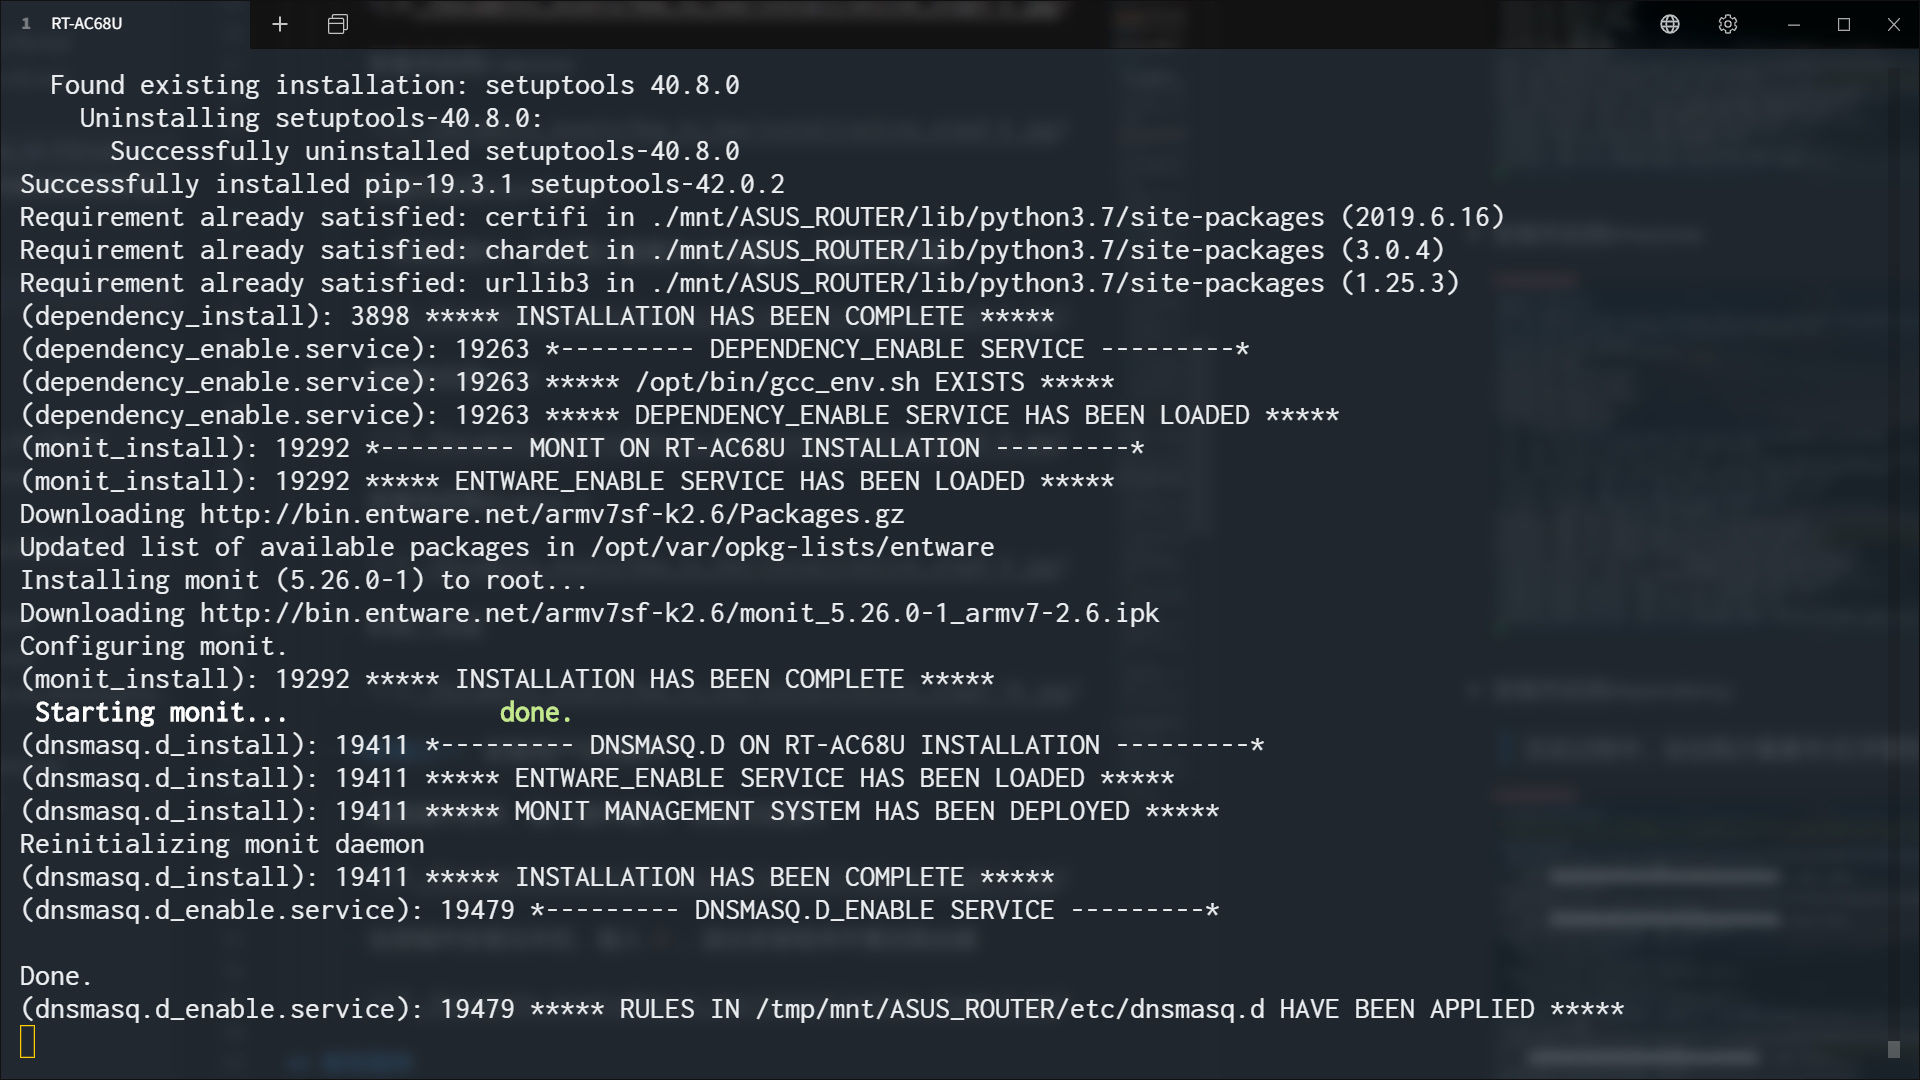 1 RT-AC68U
Found existing installation: setuptools 40.8.0
Uninstalling setuptools-40.8.0:
Successfully uninstalled setuptools-40.8.0
Successfully installed pip-19.3.1 setuptools-42.0.2
Requirement already satisfied: certifi in ./mnt/ASUS_ROUTER/lib/python3.7/site-packages (2019.6.16)
Requirement already satisfied: chardet in ./mnt/ASUS_ROUTER/lib/python3.7/site-packages (3.0.4)
Requirement already satisfied: urllib3 in ./mnt/ASUS_ROUTER/lib/python3.7/site-packages (1.25.3)
(dependency_install): 3898 ***** INSTALLATION HAS BEEN COMPLETE *****
(dependency_enable.service): 19263 *--------- DEPENDENCY_ENABLE SERVICE ---------*
(dependency_enable.service): 19263 ***** /opt/bin/gcc_env.sh EXISTS *****
(dependency_enable.service): 19263 ***** DEPENDENCY_ENABLE SERVICE HAS BEEN LOADED *****
(monit_install): 19292 *--------- MONIT ON RT-AC68U INSTALLATION ---------*
(monit_install): 19292 ***** ENTWARE_ENABLE SERVICE HAS BEEN LOADED *****
Downloading http://bin.entware.net/armv7sf-k2.6/Packages.gz
Updated list of available packages in /opt/var/opkg-lists/entware
Installing monit (5.26.0-1) to root...
Downloading http://bin.entware.net/armv7sf-k2.6/monit_5.26.0-1_armv7-2.6.ipk
Configuring monit.
(monit_install): 19292 ***** INSTALLATION HAS BEEN COMPLETE *****
Starting monit... done.
(dnsmasq.d_install): 19411 *--------- DNSMASQ.D ON RT-AC68U INSTALLATION ---------*
(dnsmasq.d_install): 19411 ***** ENTWARE_ENABLE SERVICE HAS BEEN LOADED *****
(dnsmasq.d_install): 19411 ***** MONIT MANAGEMENT SYSTEM HAS BEEN DEPLOYED *****
Reinitializing monit daemon
(dnsmasq.d_install): 19411 ***** INSTALLATION HAS BEEN COMPLETE *****
(dnsmasq.d_enable.service): 19479 *--------- DNSMASQ.D_ENABLE SERVICE ---------*
Done.
(dnsmasq.d_enable.service): 19479 ***** RULES IN /tmp/mnt/ASUS_ROUTER/etc/dnsmasq.d HAVE BEEN APPLIED *****